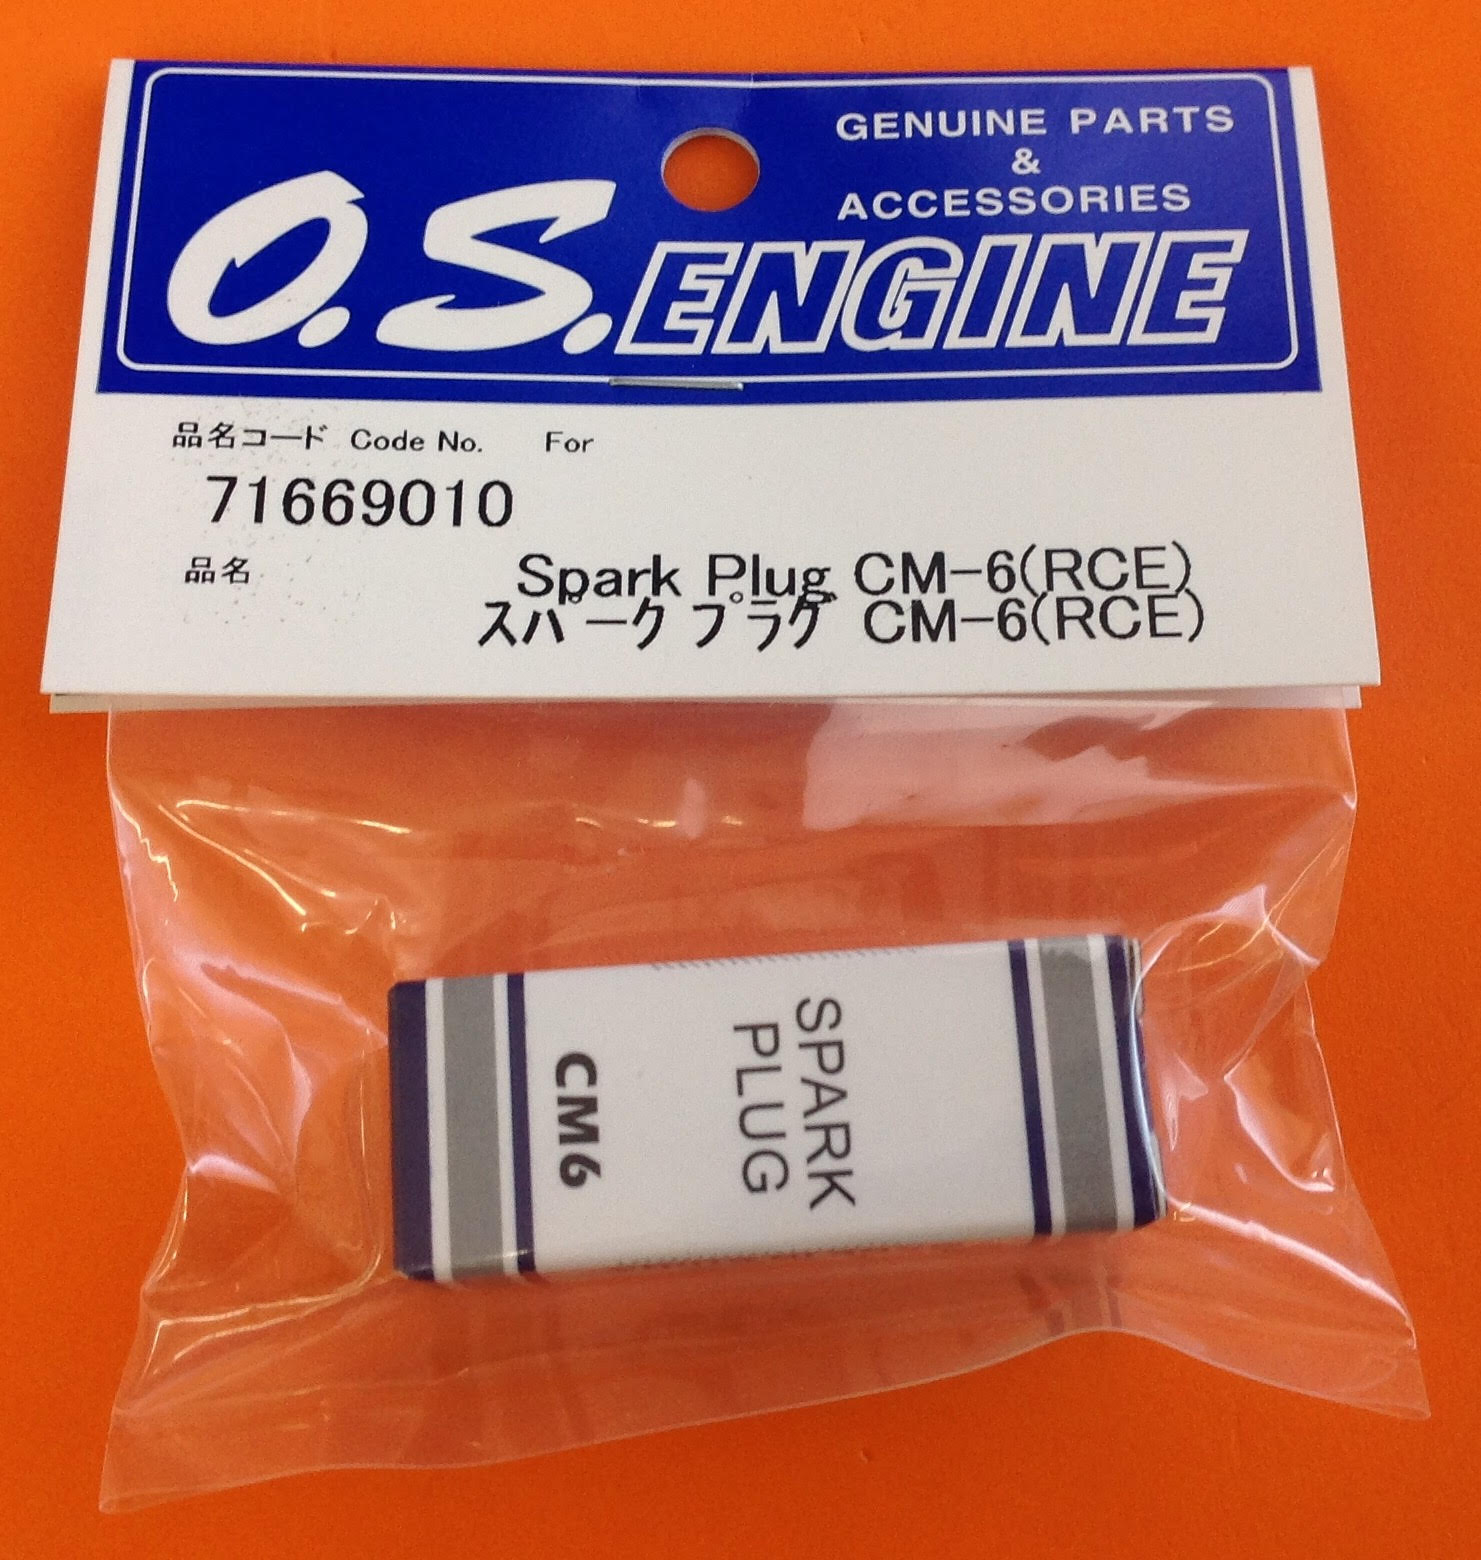 GENUINE PARTS
&
ACCESSORIES
O.S. ENGINE
品名コード Code No. For
71669010
品名
Spark Plug CM-6(RCE)
スパーク プラグ CM-6(RCE)
SPARK
PLUG
CM6